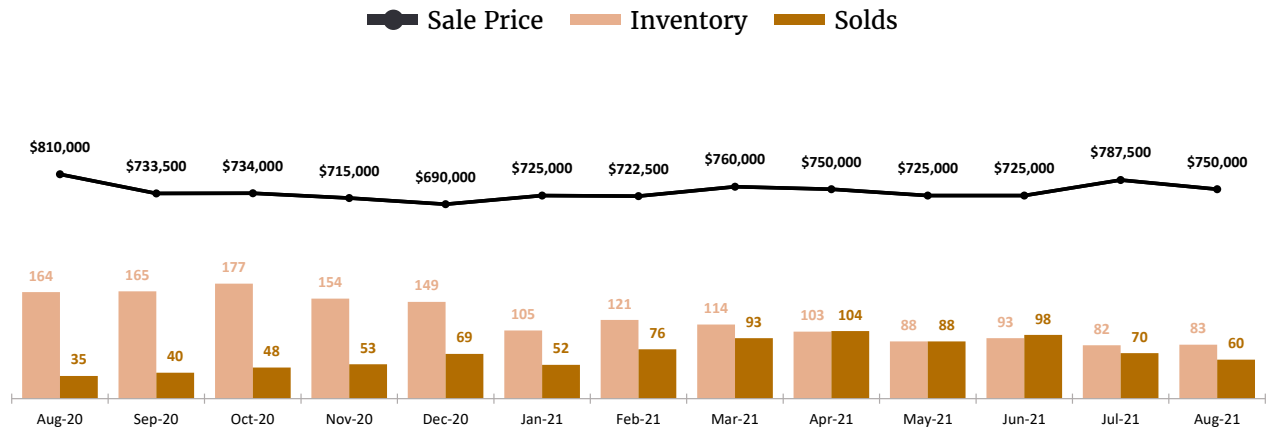 Sale Price Inventory Solds
$810,000 $733,500 $734,000 $715,000 $690,000 $725,000 $722,500 $760,000 $750,000 $725,000 $725,000 $787,500 $750,000
164 165 177 154 149 105 121 114 103 88 93 82 83
35 40 48 53 69 52 76 93 104 88 98 70 60
Aug-20 Sep-20 Oct-20 Nov-20 Dec-20 Jan-21 Feb-21 Mar-21 Apr-21 May-21 Jun-21 Jul-21 Aug-21